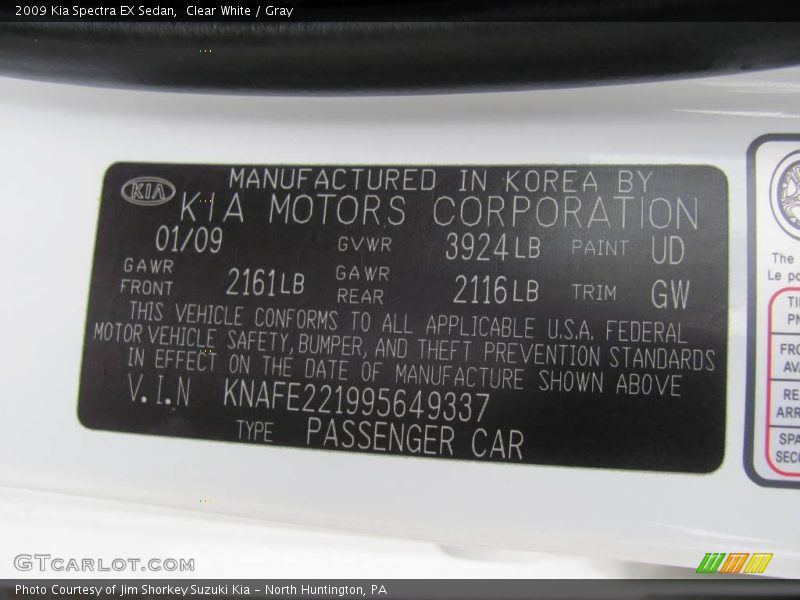 2009 Kia Spectra EX Sedan,  Clear White / Gray
KIA
MANUFACTURED IN KOREA BY
KIA MOTORS CORPORATION
01/09 GVWR 3924LB PAINT UD
GAWR FRONT 2161LB GAWR REAR 2116LB TRIM GW
THIS VEHICLE CONFORMS TO ALL APPLICABLE U.S.A. FEDERAL
MOTOR VEHICLE SAFETY, BUMPER, AND THEFT PREVENTION STANDARDS
IN EFFECT ON THE DATE OF MANUFACTURE SHOWN ABOVE
V.I.N KNAFE221995649337
TYPE PASSENGER CAR
The
Le
GTCARLOT.COM
Photo Courtesy of Jim Shorkey Suzuki Kia - North Huntington, PA